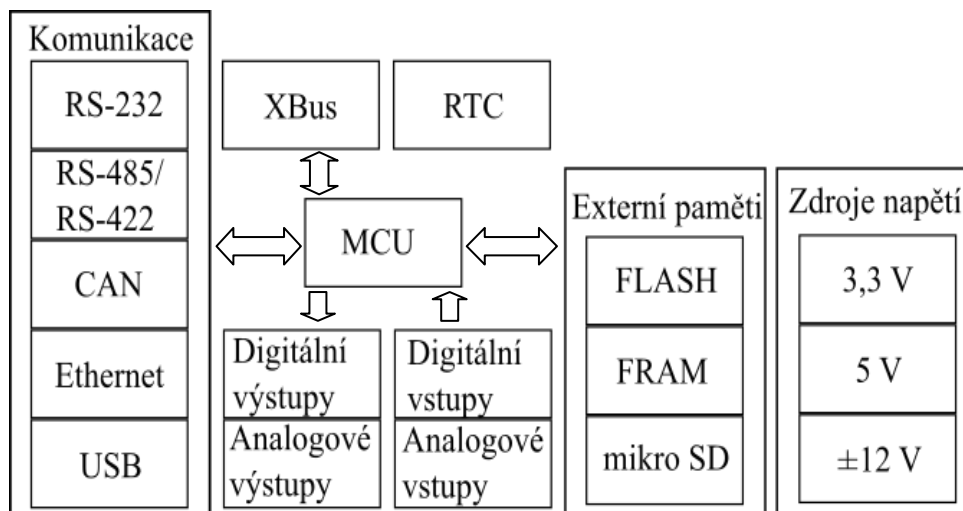 Komunikace
RS-232
RS-485/
RS-422
CAN
Ethernet
USB
XBus
RTC
MCU
Digitální
výstupy
Analogové
výstupy
Digitální
vstupy
Analogové
vstupy
Externí paměti
FLASH
FRAM
mikro SD
Zdroje napětí
3,3 V
5 V
±12 V